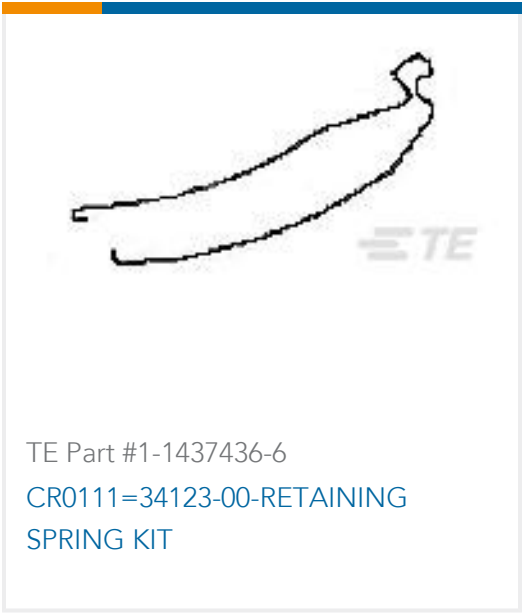 TE
TE Part #1-1437436-6
CR0111=34123-00-RETAINING
SPRING KIT